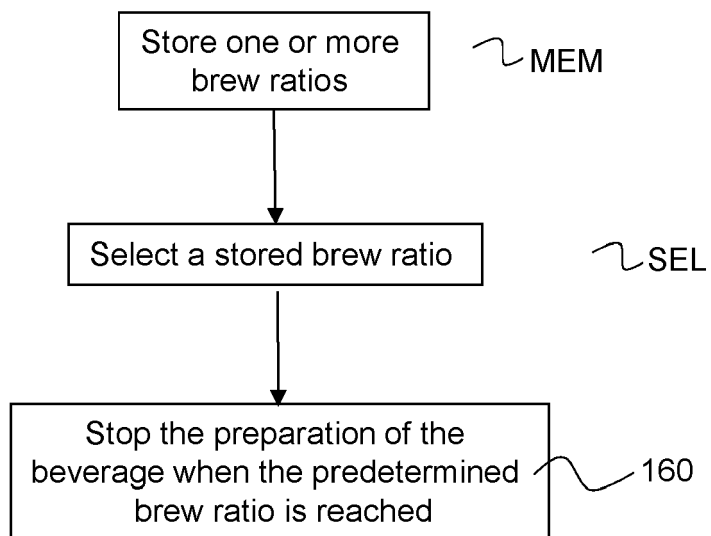 Store one or more
brew ratios
MEM
Select a stored brew ratio
SEL
Stop the preparation of the
beverage when the predetermined
brew ratio is reached
160